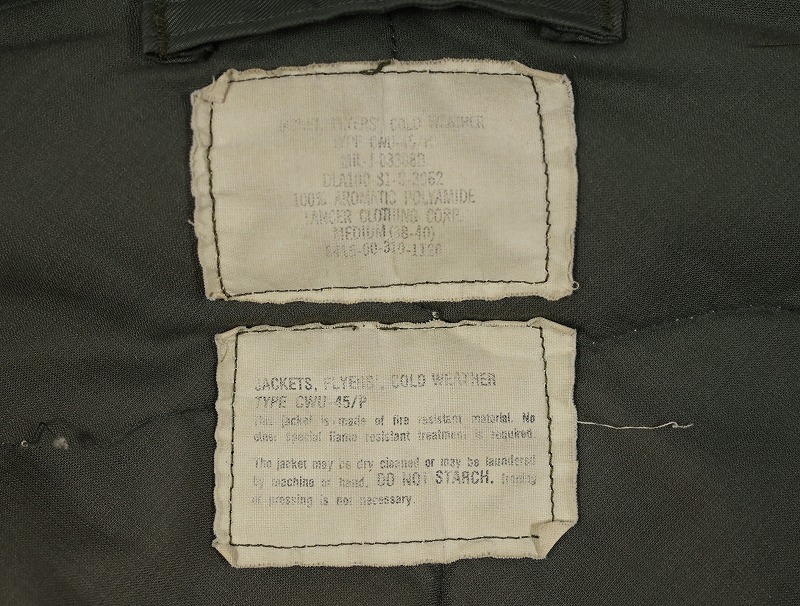 FLYERS', COLD WEATHER
TYPE CWU-45/P
DLA100-81-C-3062
100% AROMATIC POLYAMIDE
LANCER CLOTHING CORP.
MEDIUM (38-40)
JACKETS, FLYERS', COLD WEATHER
TYPE CWU-45/P
This jacket is made of fire resistant material. No
other special flame resistant treatment is required.
The jacket may be dry cleaned or may be laundered
by machine or hand. DO NOT STARCH. Ironing
or pressing is not necessary.